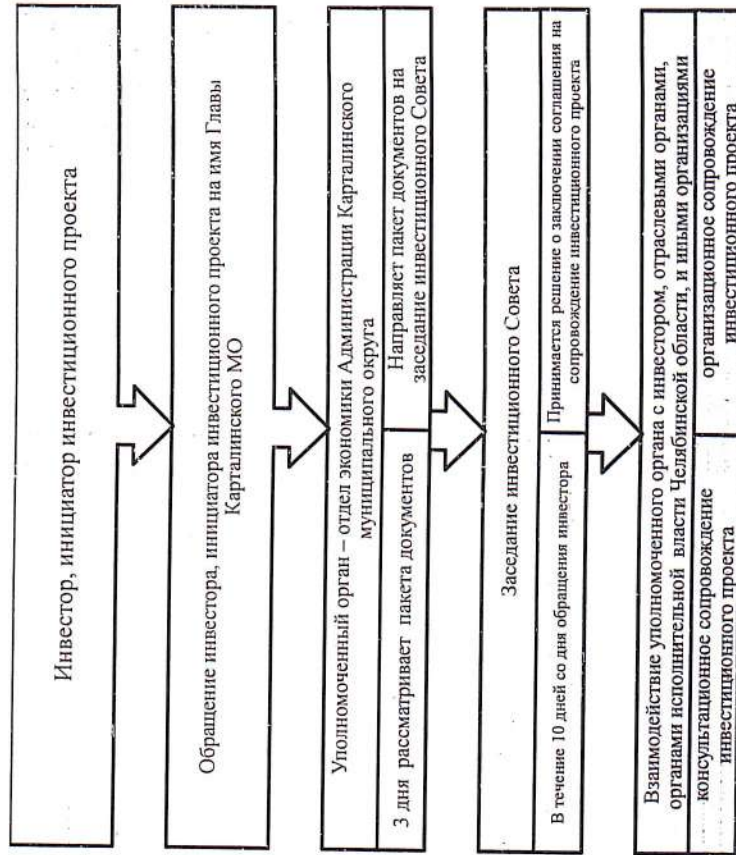 Инвестор, инициатор инвестиционного проекта
Обращение инвестора, инициатора инвестиционного проекта на имя Главы
Карталинского МО
Уполномоченный орган – отдел экономики Администрации Карталинского
муниципального округа
3 дня рассматривает пакета документов
Направляет пакет документов на
заседание инвестиционного Совета
Заседание инвестиционного Совета
В течение 10 дней со дня обращения инвестора
Принимается решение о заключении соглашения на
сопровождение инвестиционного проекта
Взаимодействие уполномоченного органа с инвестором, отраслевыми органами,
органами исполнительной власти Челябинской области, и иными организациями
консультационное сопровождение
инвестиционного проекта
организационное сопровождение
инвестиционного проекта